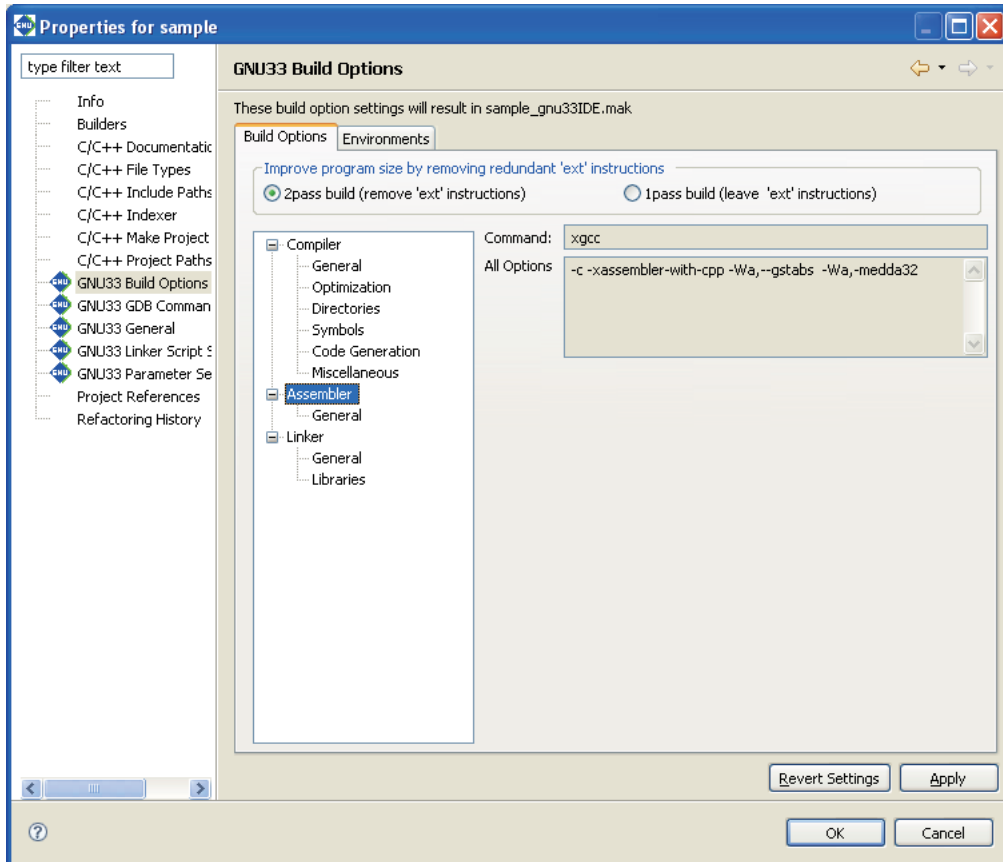 Properties for sample
type filter text
Info
Builders
C/C++ Documentatic
C/C++ File Types
C/C++ Include Paths
C/C++ Indexer
C/C++ Make Project
C/C++ Project Paths
GNU33 Build Options
GNU33 GDB Comman
GNU33 General
GNU33 Linker Script S
GNU33 Parameter Se
Project References
Refactoring History
GNU33 Build Options
These build option settings will result in sample_gnu33IDE.mak
Build Options Environments
Improve program size by removing redundant 'ext' instructions
2pass build (remove 'ext' instructions) 1pass build (leave 'ext' instructions)
Compiler
General
Optimization
Directories
Symbols
Code Generation
Miscellaneous
Assembler
General
Linker
General
Libraries
Command: xgcc
All Options -c -xassembler-with-cpp -Wa,--gstabs -Wa,-medda32
Revert Settings Apply
OK Cancel